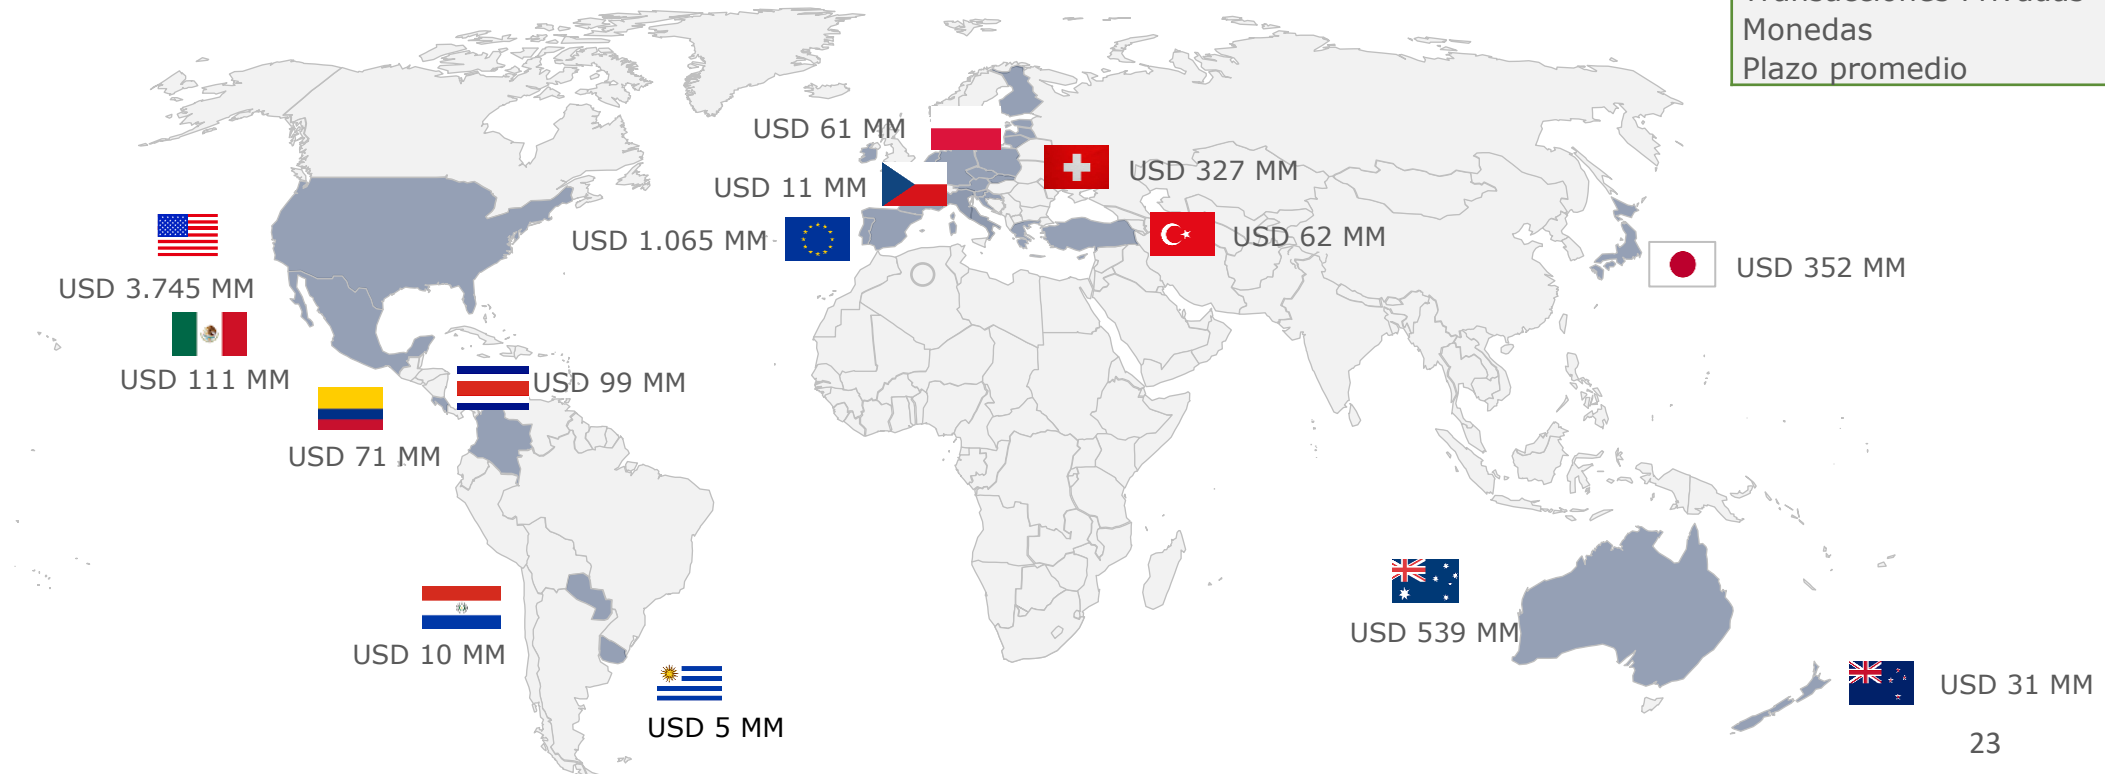 Transacciones Privadas
Monedas
Plazo promedio
USD 61 MM
USD 327 MM
USD 11 MM
USD 1.065 MM
USD 62 MM
USD 352 MM
USD 3.745 MM
USD 111 MM
USD 99 MM
USD 71 MM
USD 539 MM
USD 10 MM
USD 31 MM
USD 5 MM
23